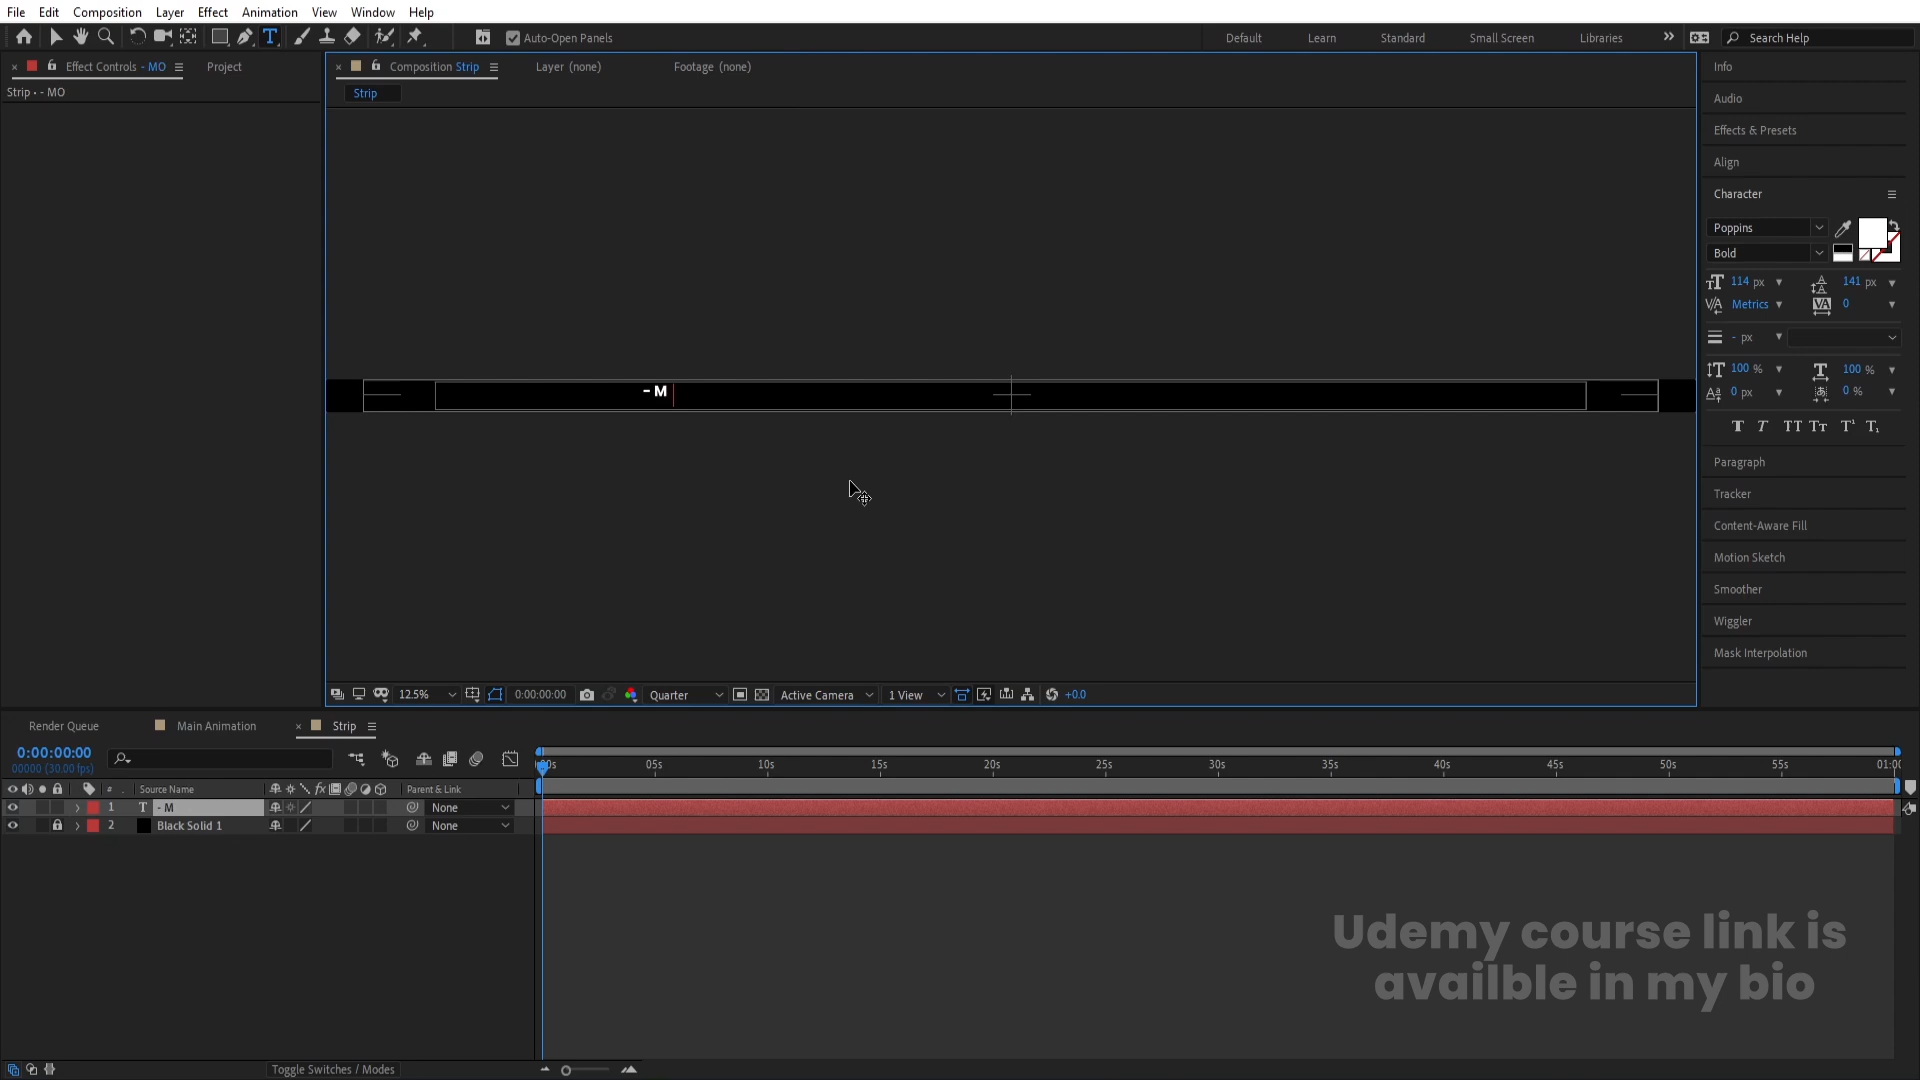 File Edit Composition Layer Effect Animation View Window Help
Auto-Open Panels Default Learn Standard Small Screen Libraries Search Help
Effect Controls - MO Project
Strip • - MO
Composition Strip Layer (none) Footage (none)
Strip
- M
12.5% 0:00:00:00 Quarter Active Camera 1 View +0.0
Info
Audio
Effects & Presets
Align
Character
Poppins
Bold
114 px 141 px
Metrics 0
- px
100 % 100 %
0 px 0 %
Paragraph
Tracker
Content-Aware Fill
Motion Sketch
Smoother
Wiggler
Mask Interpolation
Render Queue Main Animation Strip
0:00:00:00
00000 (30.00 fps)
05s 10s 15s 20s 25s 30s 35s 40s 45s 50s 55s
# Source Name Parent & Link
1 T - M None
2 Black Solid 1 None
Udemy course link is
availble in my bio
Toggle Switches / Modes